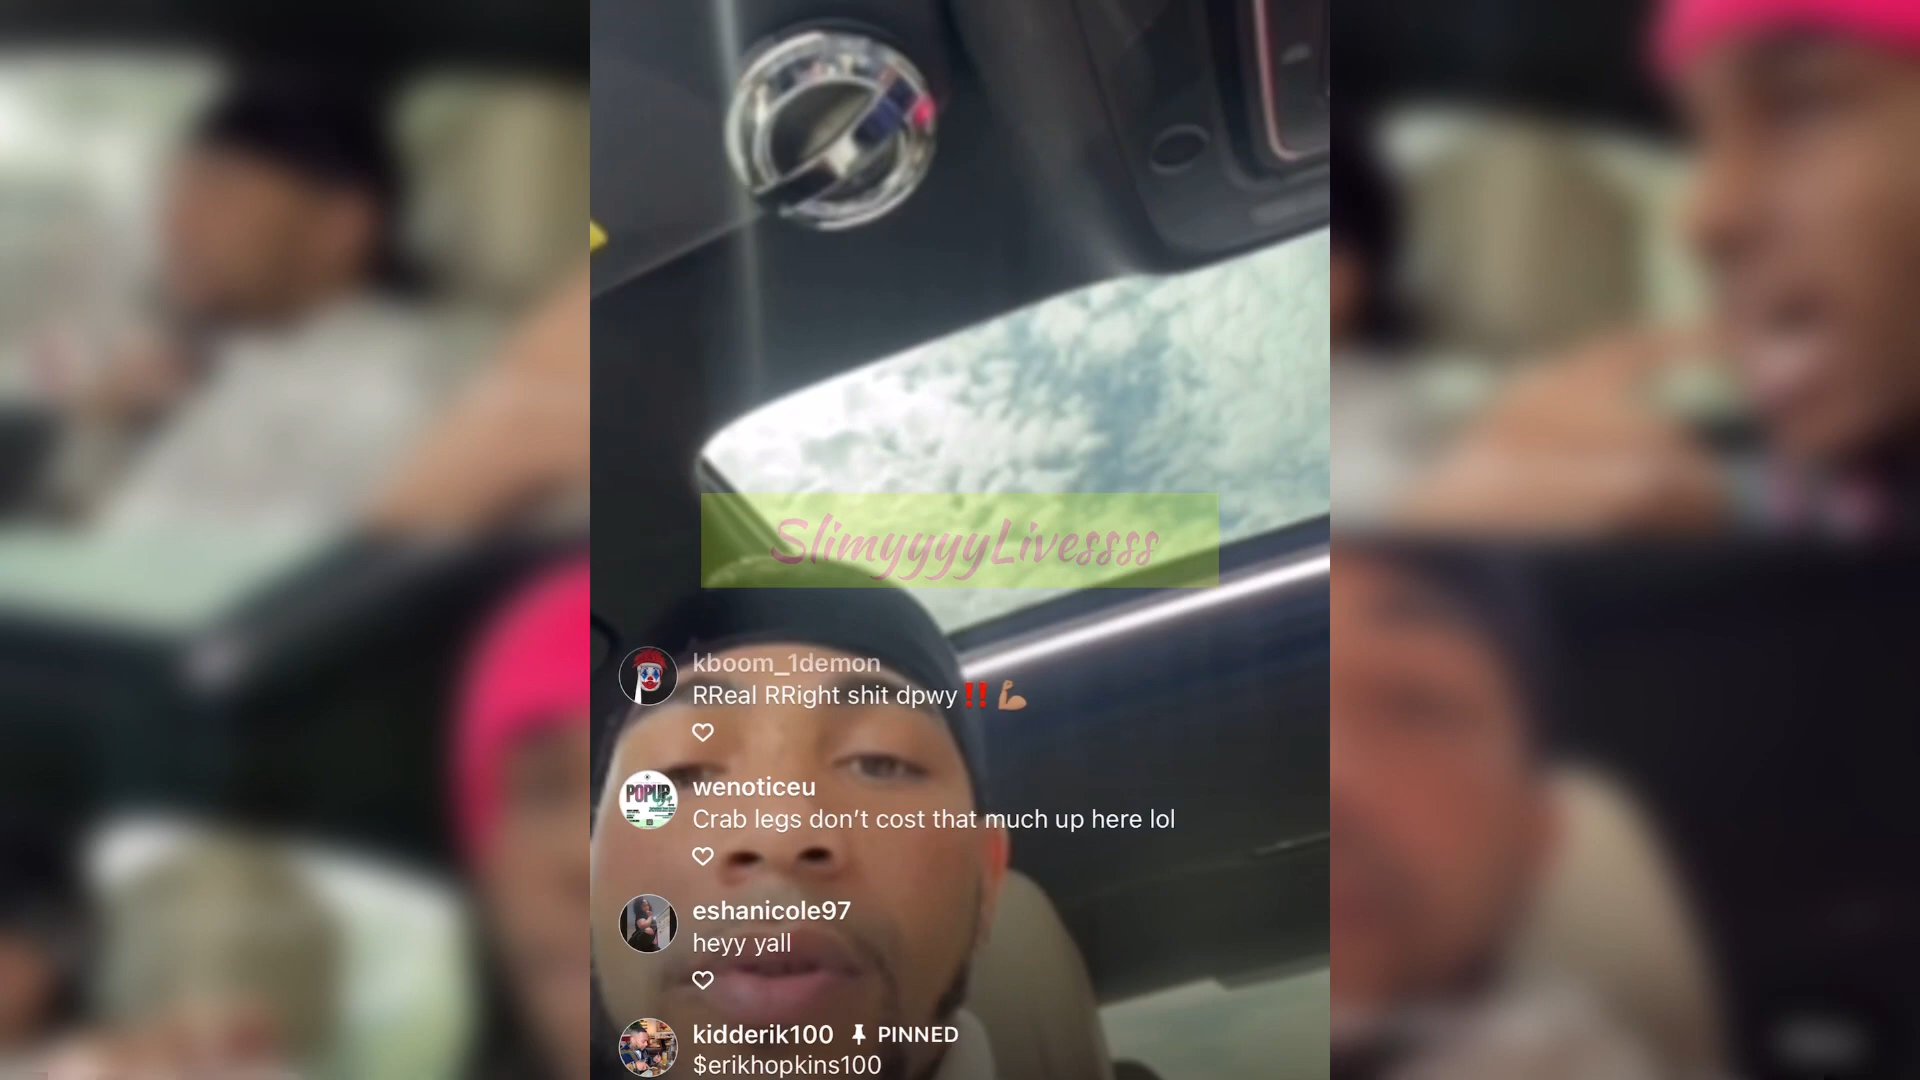 SlimyyyyLivessss
kboom_1demon
RReal RRight shit dpwy‼️💪🏽
wenoticeu
POPUP
Crab legs don’t cost that much up here lol
eshanicole97
heyy yall
kidderik100 PINNED
$erikhopkins100